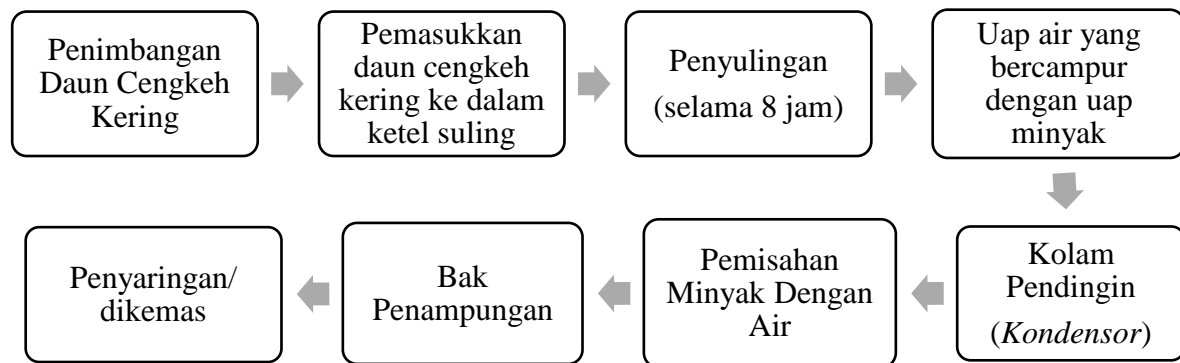 Penimbangan
Daun Cengkeh
Kering
Pemasukkan
daun cengkeh
kering ke dalam
ketel suling
Penyulingan
(selama 8 jam)
Uap air yang
bercampur
dengan uap
minyak
Kolam
Pendingin
(Kondensor)
Pemisahan
Minyak Dengan
Air
Bak
Penampungan
Penyaringan/
dikemas